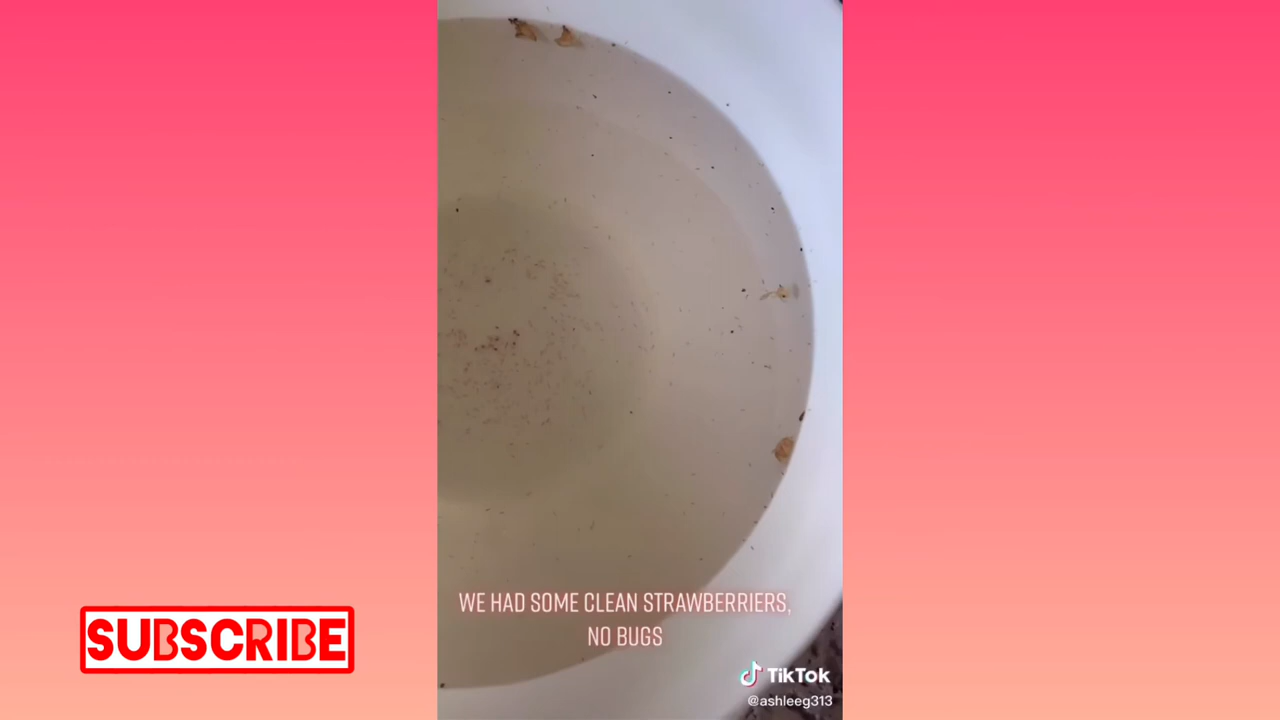 WE HAD SOME CLEAN STRAWBERRIERS,
NO BUGS
SUBSCRIBE
TikTok
@ashleeg313